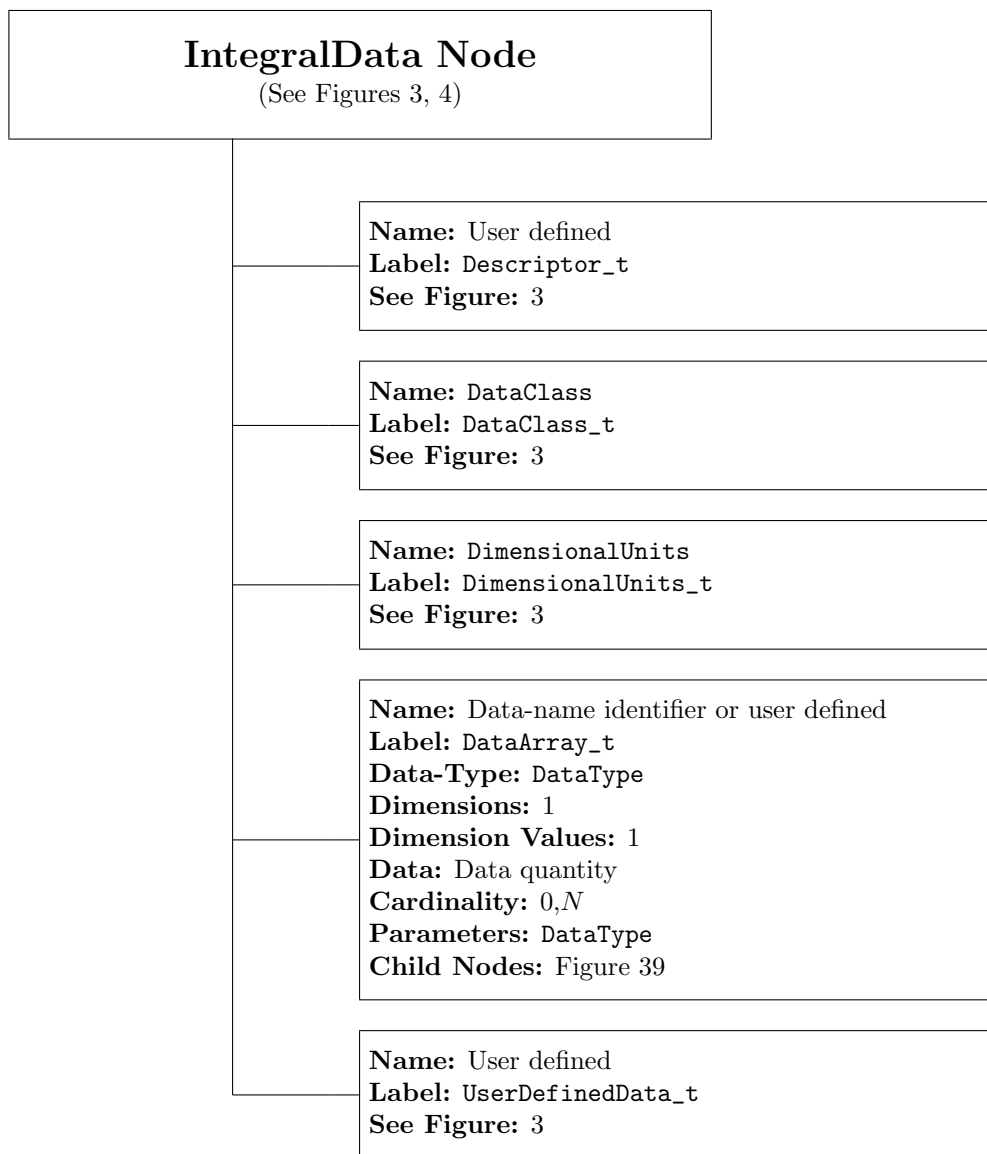 IntegralData Node
(See Figures 3, 4)
Name: User defined
Label: Descriptor_t
See Figure: 3
Name: DataClass
Label: DataClass_t
See Figure: 3
Name: DimensionalUnits
Label: DimensionalUnits_t
See Figure: 3
Name: Data-name identifier or user defined
Label: DataArray_t
Data-Type: DataType
Dimensions: 1
Dimension Values: 1
Data: Data quantity
Cardinality: 0,N
Parameters: DataType
Child Nodes: Figure 39
Name: User defined
Label: UserDefinedData_t
See Figure: 3